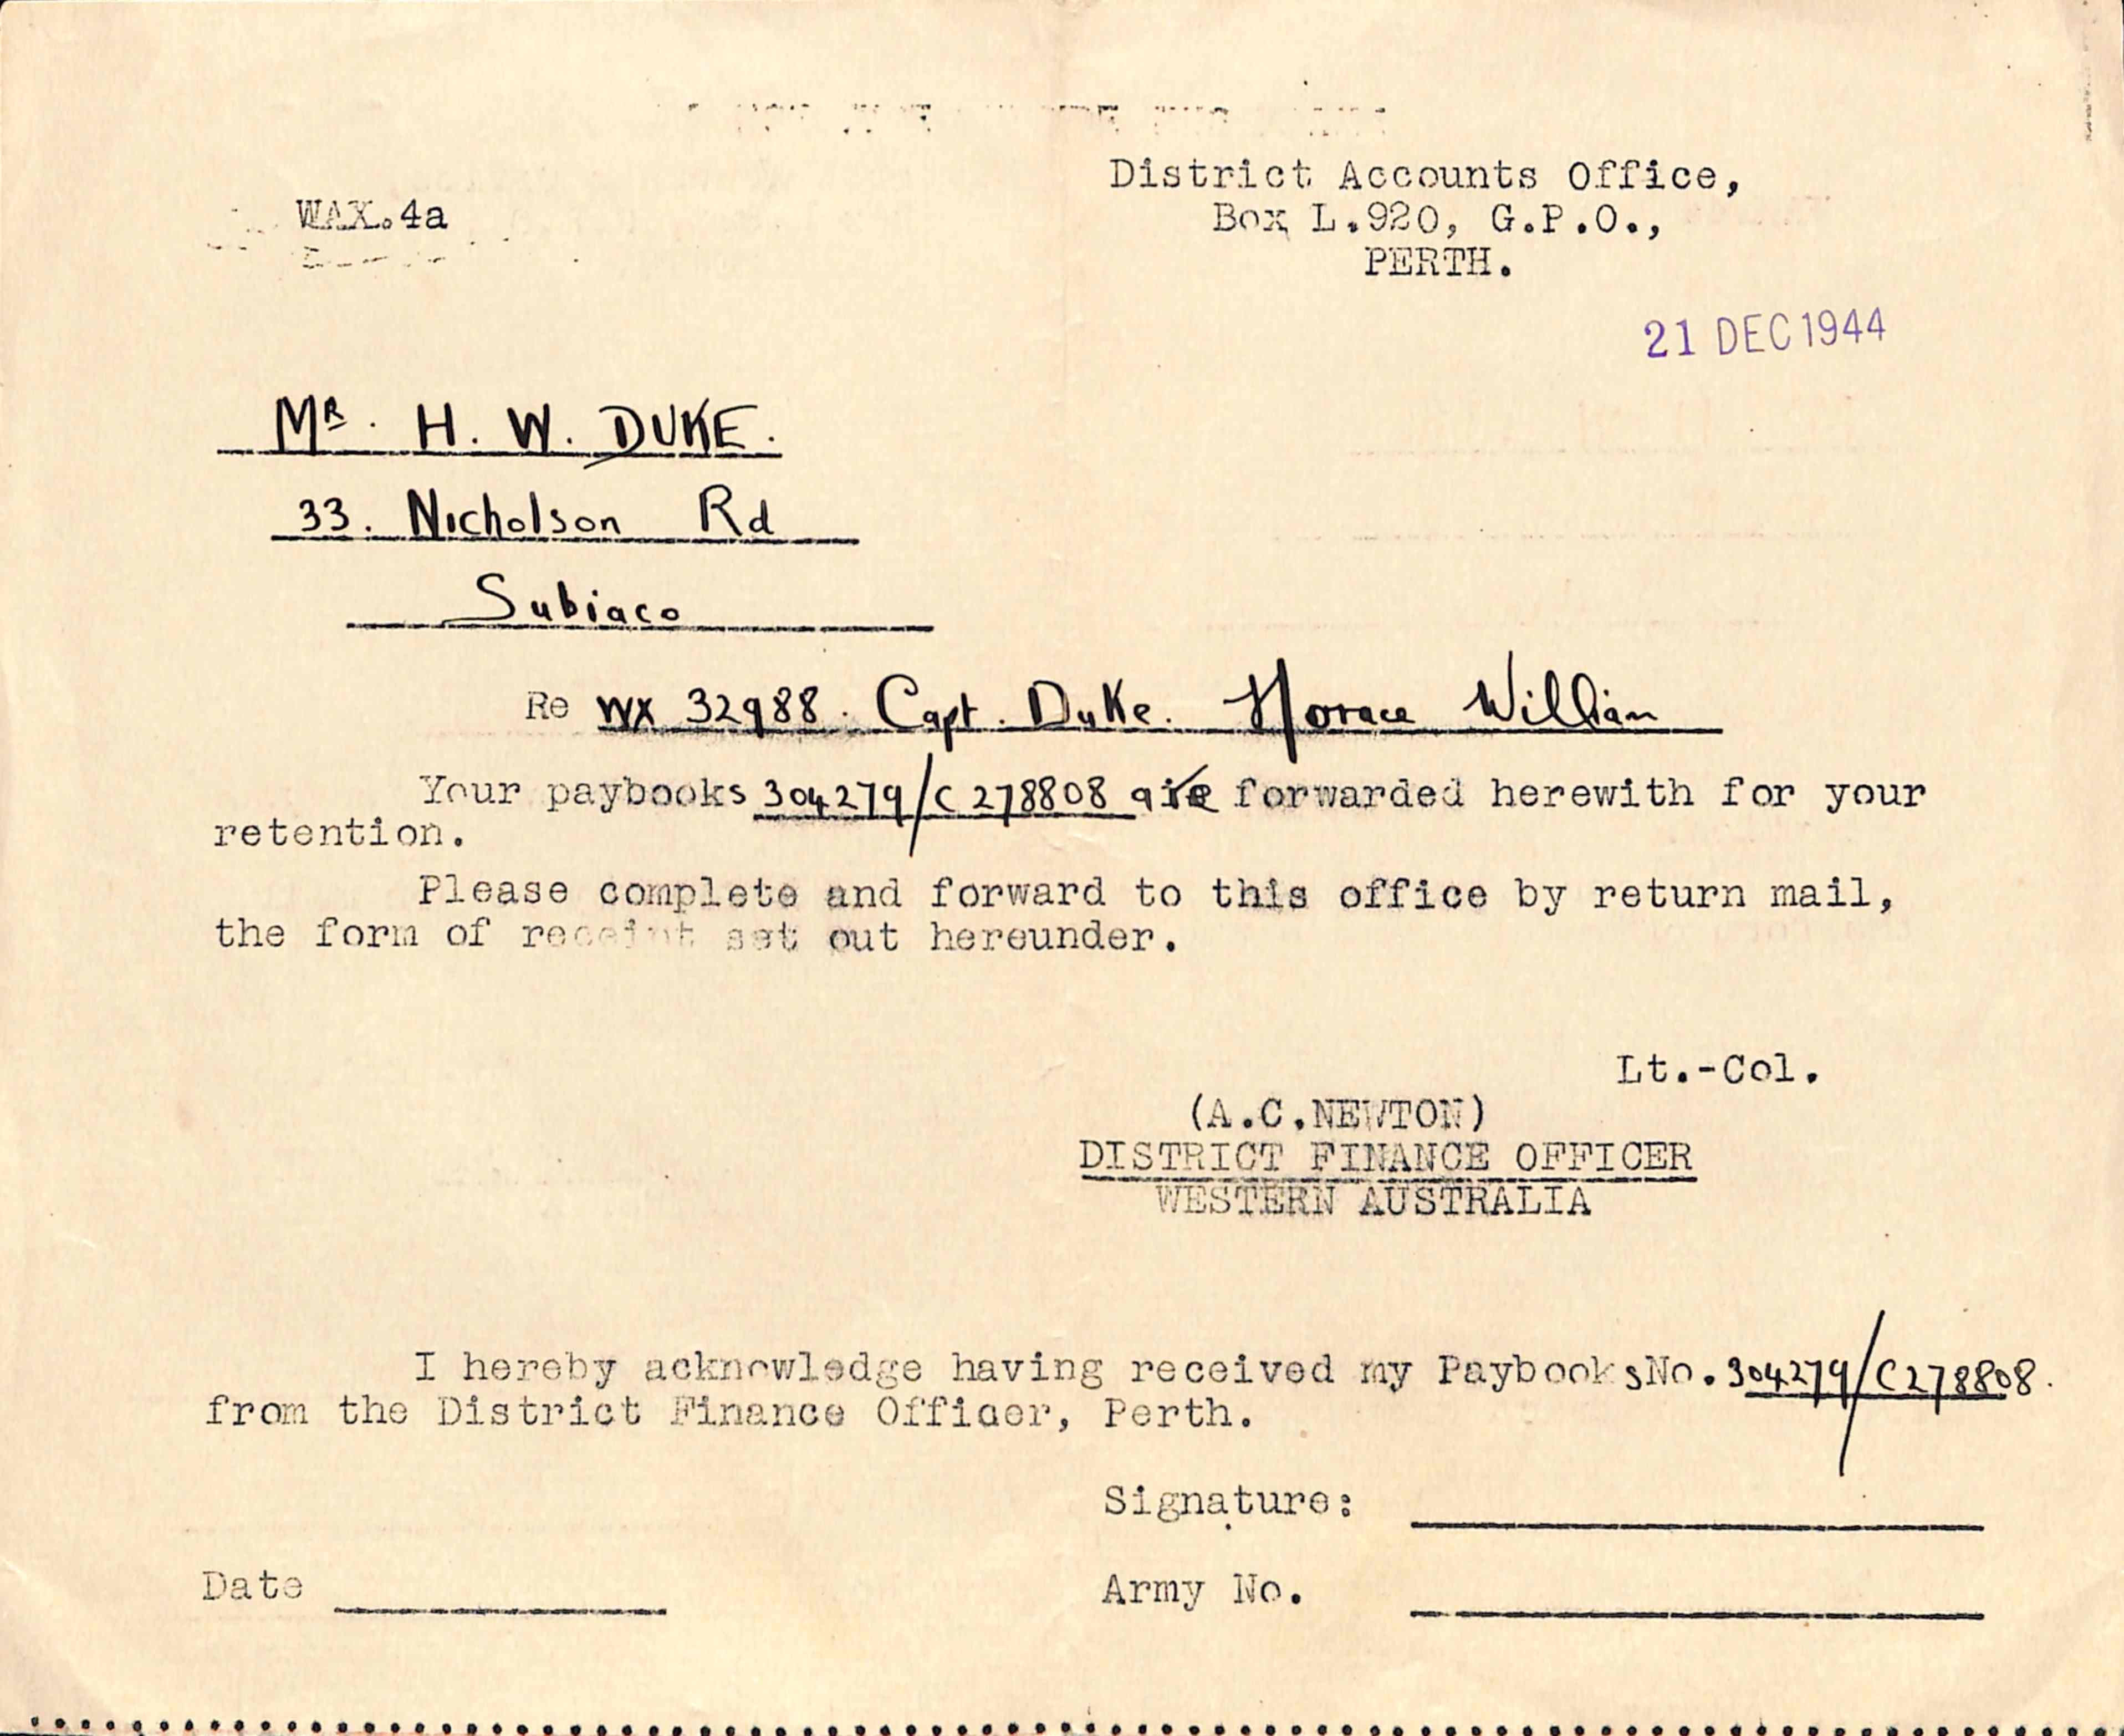 District Accounts Office,
WAX.4a
Box L.920, G.P.O.,
PERTH.
21 DEC 1944
Mr. H. W. DUKE.
33. Nicholson Rd
Subiaco
Re WX 32988. Capt. Duke. Horace William
Your paybooks 304279/C 278808 are forwarded herewith for your
retention.
Please complete and forward to this office by return mail,
the form of receipt set out hereunder.
Lt.-Col.
(A.C.NEWTON)
DISTRICT FINANCE OFFICER
WESTERN AUSTRALIA
I hereby acknowledge having received my Paybooks No. 304279/C278808.
from the District Finance Officer, Perth.
Signature:
Date
Army No.